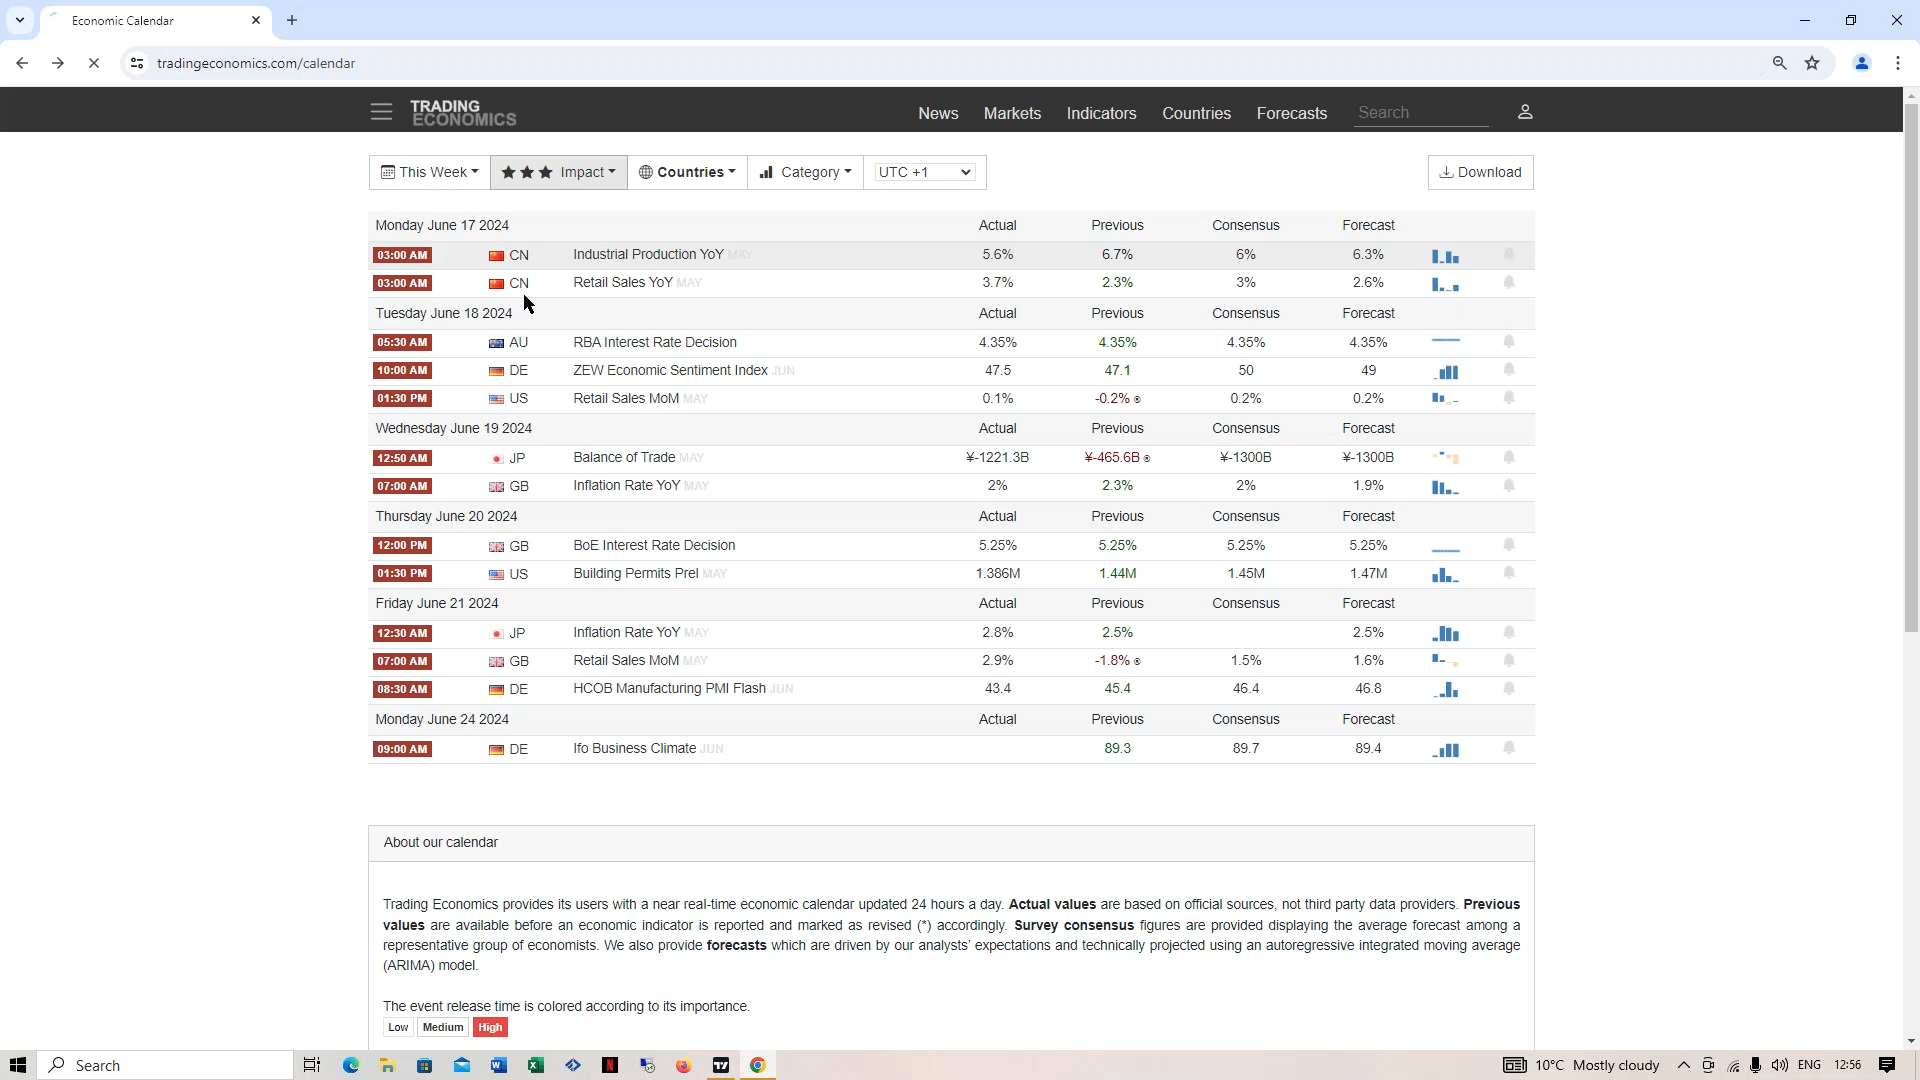 Economic Calendar
tradingeconomics.com/calendar
TRADING ECONOMICS News Markets Indicators Countries Forecasts Search
This Week Impact Countries Category UTC +1 Download
Monday June 17 2024 Actual Previous Consensus Forecast
03:00 AM CN Industrial Production YoY MAY 5.6% 6.7% 6% 6.3%
03:00 AM CN Retail Sales YoY MAY 3.7% 2.3% 3% 2.6%
Tuesday June 18 2024 Actual Previous Consensus Forecast
05:30 AM AU RBA Interest Rate Decision 4.35% 4.35% 4.35% 4.35%
10:00 AM DE ZEW Economic Sentiment Index JUN 47.5 47.1 50 49
01:30 PM US Retail Sales MoM MAY 0.1% -0.2% ® 0.2% 0.2%
Wednesday June 19 2024 Actual Previous Consensus Forecast
12:50 AM JP Balance of Trade MAY ¥-1221.3B ¥-465.6B ® ¥-1300B ¥-1300B
07:00 AM GB Inflation Rate YoY MAY 2% 2.3% 2% 1.9%
Thursday June 20 2024 Actual Previous Consensus Forecast
12:00 PM GB BoE Interest Rate Decision 5.25% 5.25% 5.25% 5.25%
01:30 PM US Building Permits Prel MAY 1.386M 1.44M 1.45M 1.47M
Friday June 21 2024 Actual Previous Consensus Forecast
12:30 AM JP Inflation Rate YoY MAY 2.8% 2.5% 2.5%
07:00 AM GB Retail Sales MoM MAY 2.9% -1.8% ® 1.5% 1.6%
08:30 AM DE HCOB Manufacturing PMI Flash JUN 43.4 45.4 46.4 46.8
Monday June 24 2024 Actual Previous Consensus Forecast
09:00 AM DE Ifo Business Climate JUN 89.3 89.7 89.4
About our calendar
Trading Economics provides its users with a near real-time economic calendar updated 24 hours a day. Actual values are based on official sources, not third party data providers. Previous
values are available before an economic indicator is reported and marked as revised (*) accordingly. Survey consensus figures are provided displaying the average forecast among a
representative group of economists. We also provide forecasts which are driven by our analysts' expectations and technically projected using an autoregressive integrated moving average
(ARIMA) model.
The event release time is colored according to its importance.
Low Medium High
Search 10°C Mostly cloudy ENG 12:56